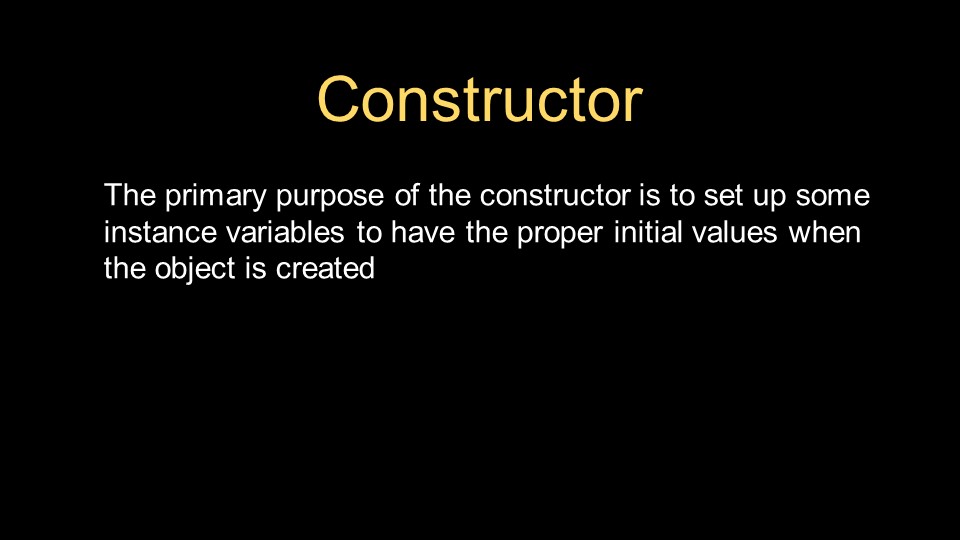 Constructor
The primary purpose of the constructor is to set up some
instance variables to have the proper initial values when
the object is created